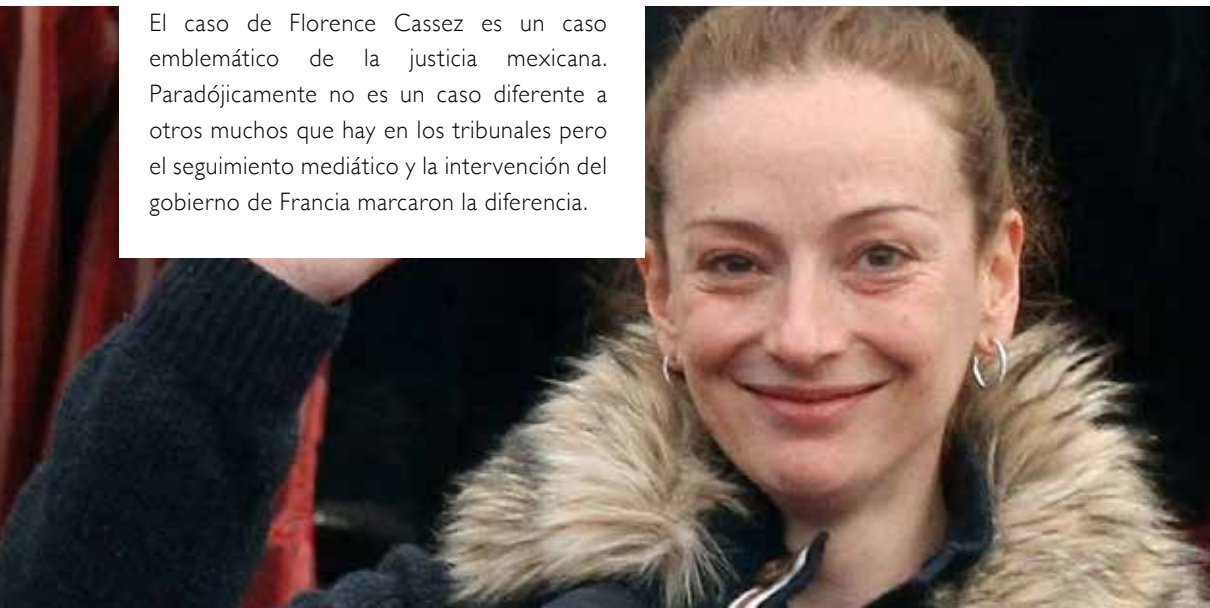 El caso de Florence Cassez es un caso
emblemático de la justicia mexicana.
Paradójicamente no es un caso diferente a
otros muchos que hay en los tribunales pero
el seguimiento mediático y la intervención del
gobierno de Francia marcaron la diferencia.